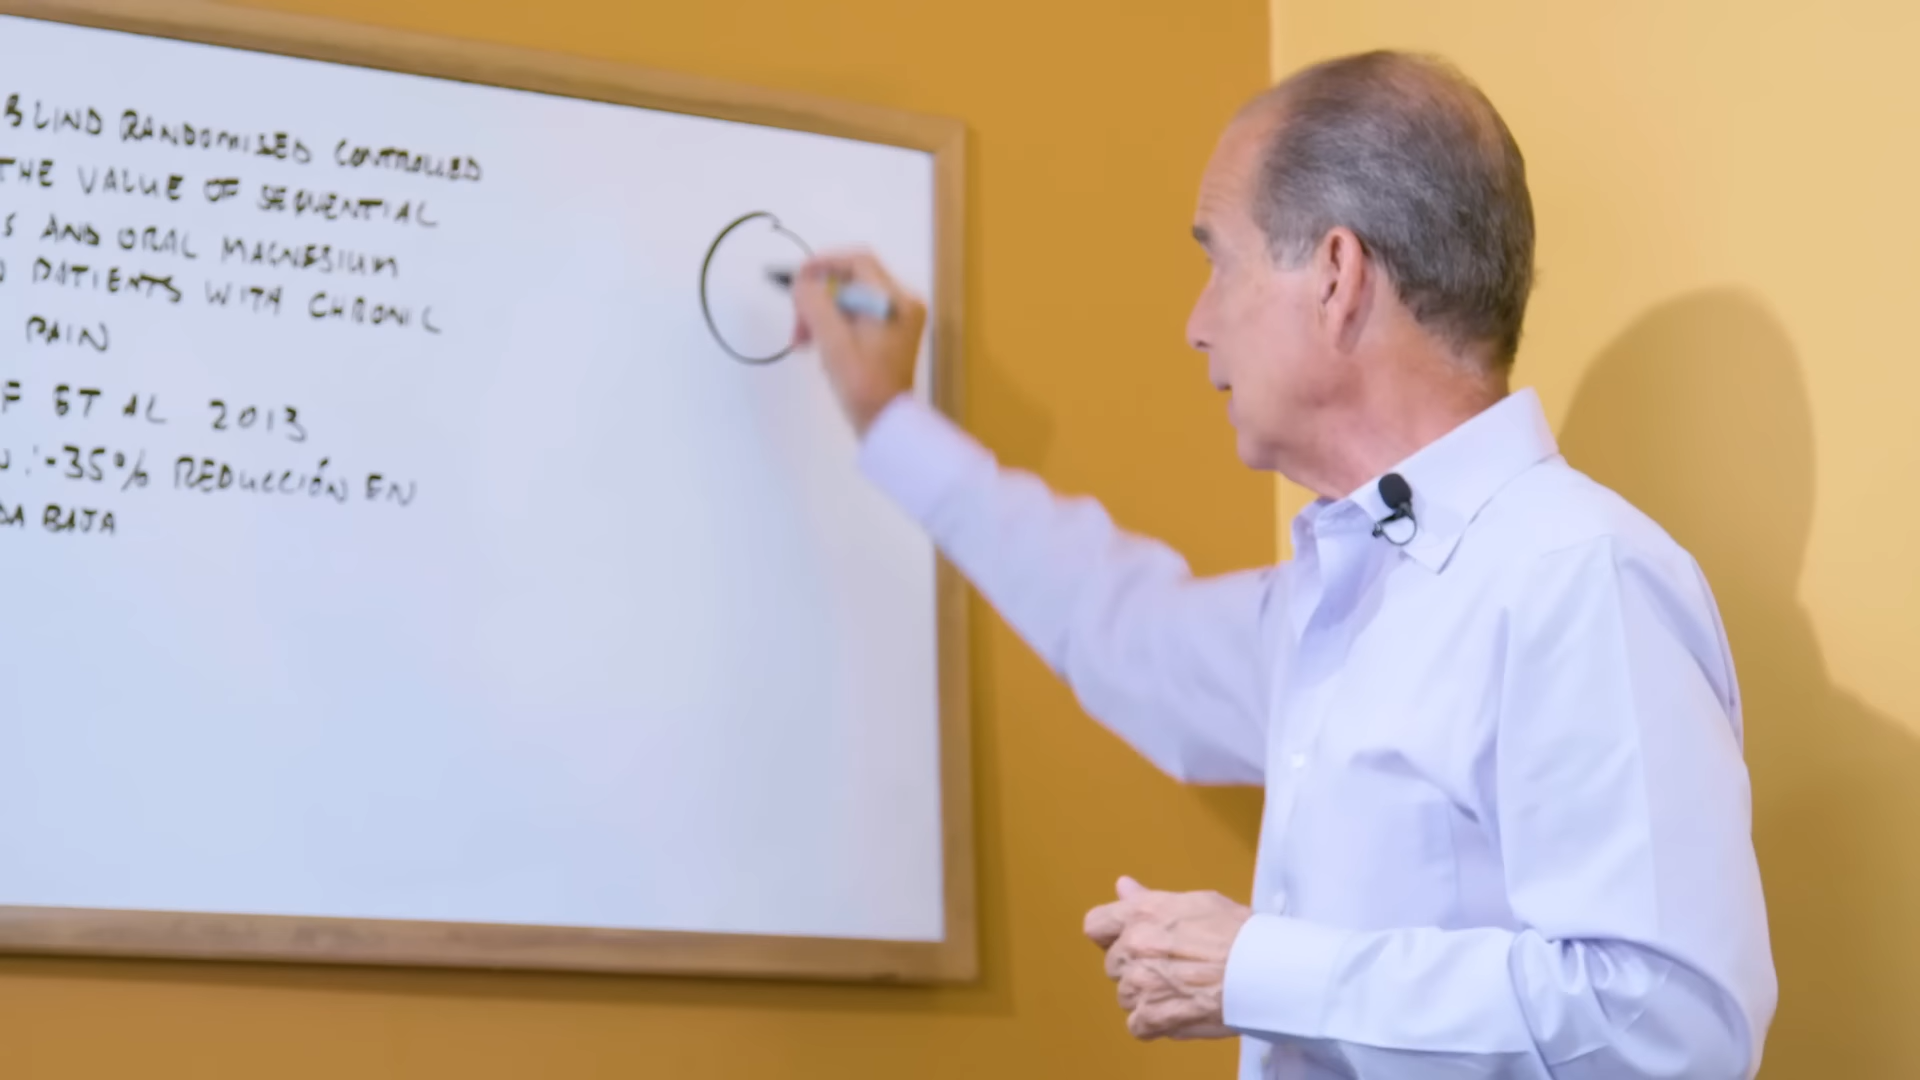 BLIND RANDOMISED CONTROLLED
THE VALUE OF SEQUENTIAL
S AND ORAL MAGNESIUM
PATIENTS WITH CHRONIC
PAIN
F ET AL 2013
: -35% REDUCCIÓN EN
DA BAJA